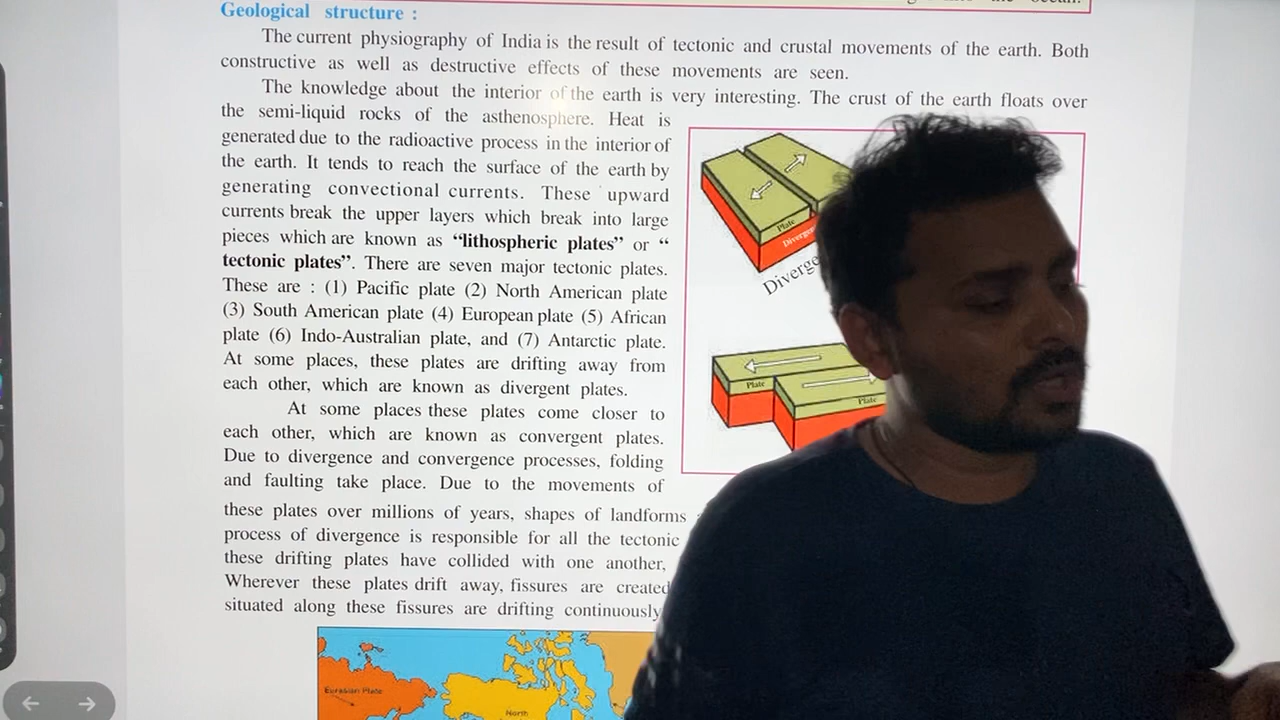 ocean.
Geological structure :
The current physiography of India is the result of tectonic and crustal movements of the earth. Both
constructive as well as destructive effects of these movements are seen.
The knowledge about the interior of the earth is very interesting. The crust of the earth floats over
the semi-liquid rocks of the asthenosphere. Heat is
generated due to the radioactive process in the interior of
the earth. It tends to reach the surface of the earth by
generating convectional currents. These upward
currents break the upper layers which break into large
pieces which are known as “lithospheric plates” or “
tectonic plates”. There are seven major tectonic plates.
These are : (1) Pacific plate (2) North American plate
(3) South American plate (4) European plate (5) African
plate (6) Indo-Australian plate, and (7) Antarctic plate.
At some places, these plates are drifting away from
each other, which are known as divergent plates.
At some places these plates come closer to
each other, which are known as convergent plates.
Due to divergence and convergence processes, folding
and faulting take place. Due to the movements of
these plates over millions of years, shapes of landforms
process of divergence is responsible for all the tectonic
these drifting plates have collided with one another,
Wherever these plates drift away, fissures are created
situated along these fissures are drifting continuously
Plate
Plate
Plate
Eurasian Plate
North